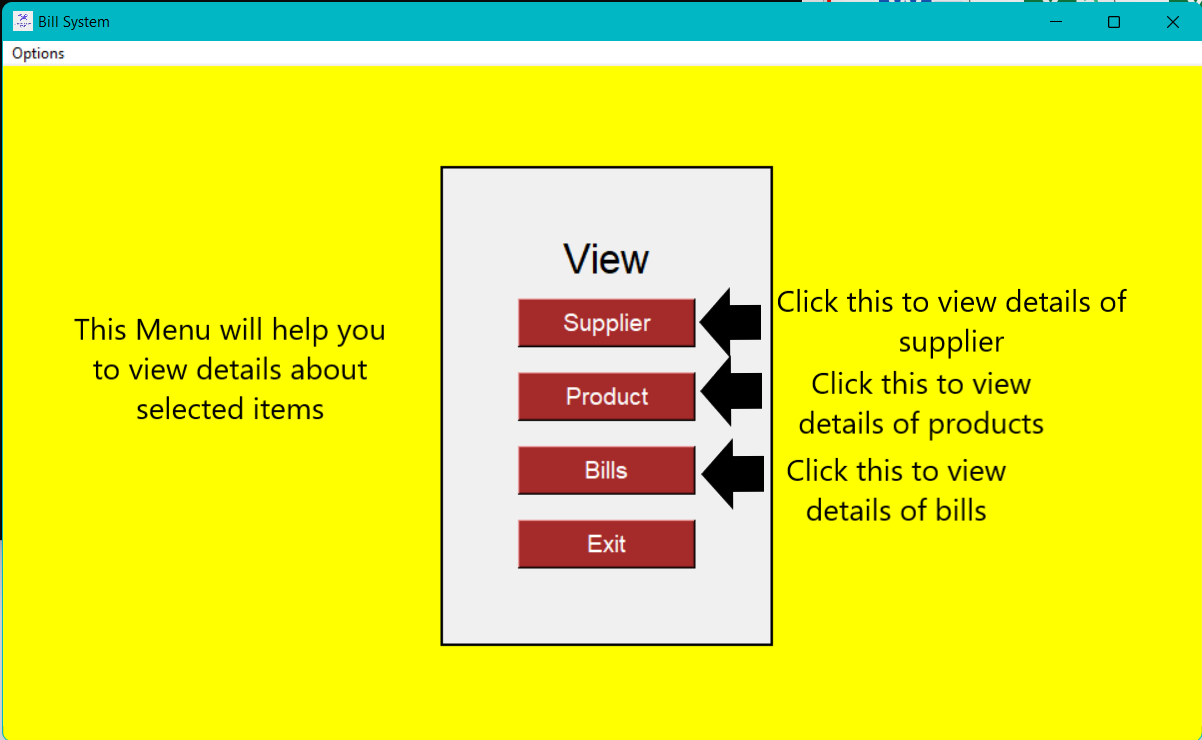 Bill System
Options
View
This Menu will help you
to view details about
selected items
Supplier
Click this to view details of
supplier
Product
Click this to view
details of products
Bills
Click this to view
details of bills
Exit